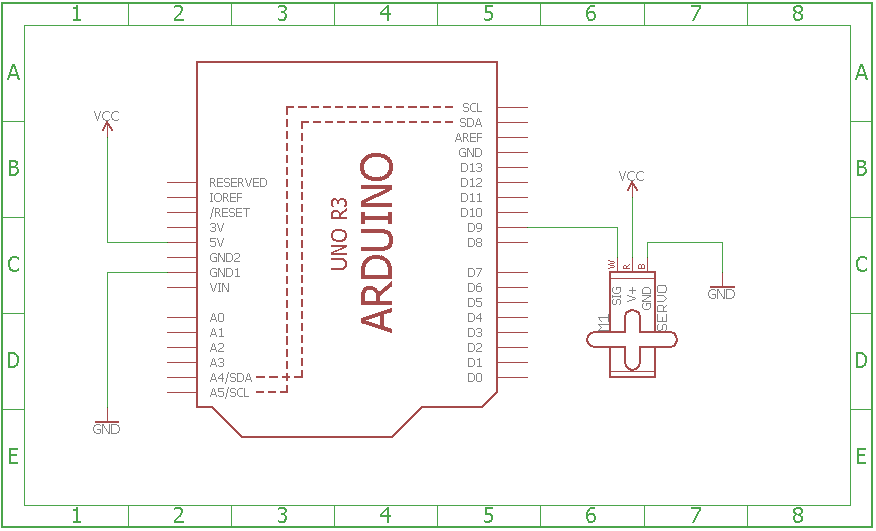 1 2 3 4 5 6 7 8
A A
VCC
SCL
SDA
AREF
GND
B D13 B
RESERVED D12
VCC
IOREF D11
/RESET D10
3V D9
5V D8
GND2
C W R B C
GND1 D7
VIN D6
SIG V+ GND
GND
D5
A0 D4
M1 SERVO
A1 D3
A2 D2
D A3 D1 D
A4/SDA D0
A5/SCL
UNO R3
ARDUINO
GND
E E
1 2 3 4 5 6 7 8